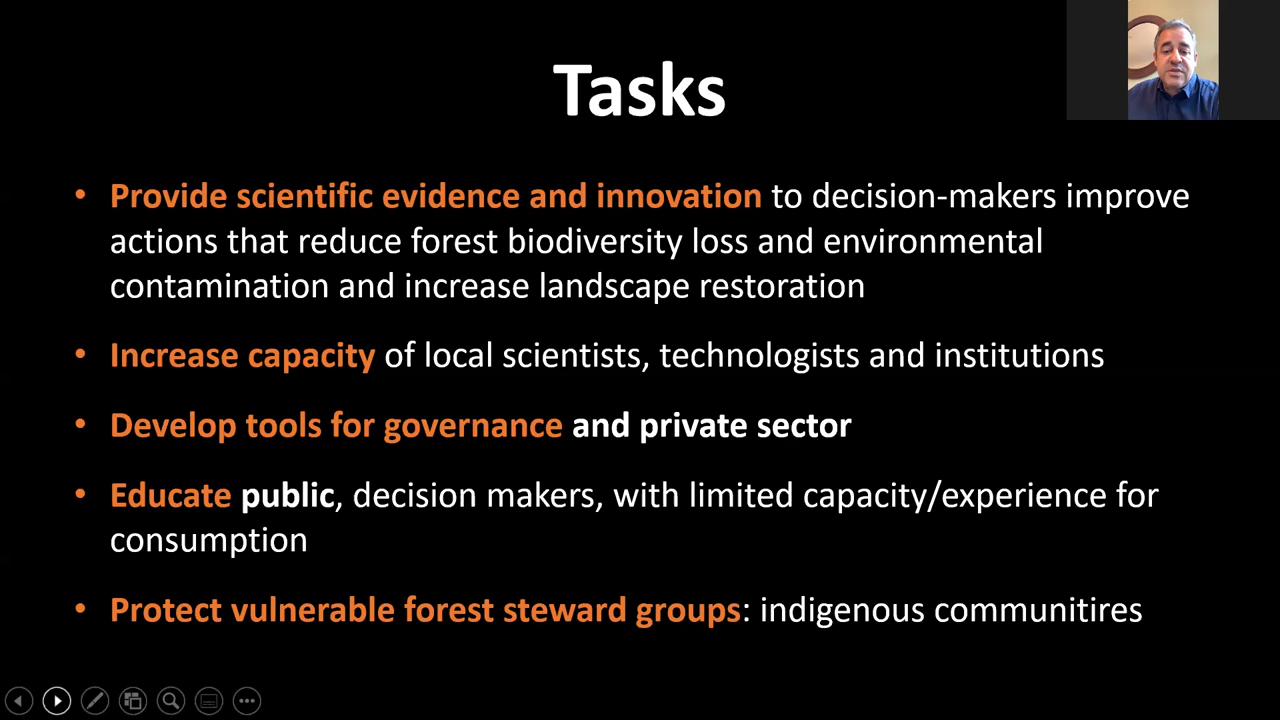 Tasks
• Provide scientific evidence and innovation to decision-makers improve
actions that reduce forest biodiversity loss and environmental
contamination and increase landscape restoration
• Increase capacity of local scientists, technologists and institutions
• Develop tools for governance and private sector
• Educate public, decision makers, with limited capacity/experience for
consumption
• Protect vulnerable forest steward groups: indigenous communitires